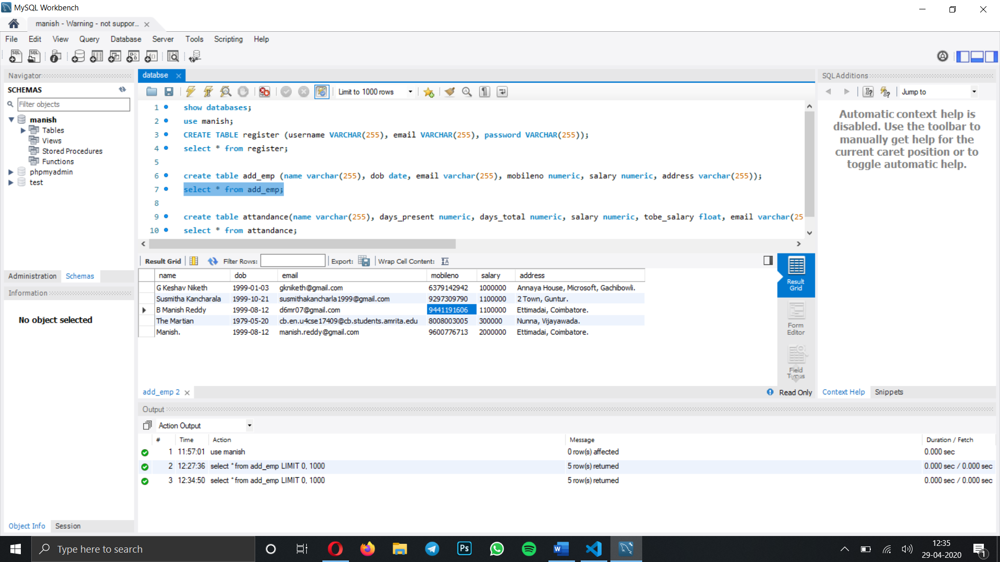 MySQL Workbench
manish - Warning - not suppor...
File Edit View Query Database Server Tools Scripting Help
Navigator
SCHEMAS
Filter objects
manish
Tables
Views
Stored Procedures
Functions
phpmyadmin
test
Administration Schemas
Information
No object selected
Object Info Session
databse
Limit to 1000 rows
1 show databases;
2 use manish;
3 CREATE TABLE register (username VARCHAR(255), email VARCHAR(255), password VARCHAR(255));
4 select * from register;
5
6 create table add_emp (name varchar(255), dob date, email varchar(255), mobileno numeric, salary numeric, address varchar(255));
7 select * from add_emp;
8
9 create table attandance(name varchar(255), days_present numeric, days_total numeric, salary numeric, tobe_salary float, email varchar(25
10 select * from attandance;
Result Grid Filter Rows: Export: Wrap Cell Content:
name dob email mobileno salary address
G Keshav Niketh 1999-01-03 gkniketh@gmail.com 6379142942 1000000 Annaya House, Microsoft, Gachibowli.
Susmitha Kancharala 1999-10-21 susmithakancharla1999@gmail.com 9297309790 1100000 2 Town, Guntur.
B Manish Reddy 1999-08-12 d6mr07@gmail.com 9441191606 1100000 Ettimadai, Coimbatore.
The Martian 1979-05-20 cb.en.u4cse17409@cb.students.amrita.edu 8008003005 300000 Nunna, Vijayawada.
Manish. 1999-08-12 manish.reddy@gmail.com 9600776713 2000000 Ettimadai, Coimbatore.
Result
Grid
Form
Editor
Field
Types
add_emp 2
Read Only
SQLAdditions
Jump to
Automatic context help is
disabled. Use the toolbar to
manually get help for the
current caret position or to
toggle automatic help.
Context Help Snippets
Output
Action Output
# Time Action Message Duration / Fetch
1 11:57:01 use manish 0 row(s) affected 0.000 sec
2 12:27:36 select * from add_emp LIMIT 0, 1000 5 row(s) returned 0.000 sec / 0.000 sec
3 12:34:50 select * from add_emp LIMIT 0, 1000 5 row(s) returned 0.000 sec / 0.000 sec
Type here to search
12:35
29-04-2020
1